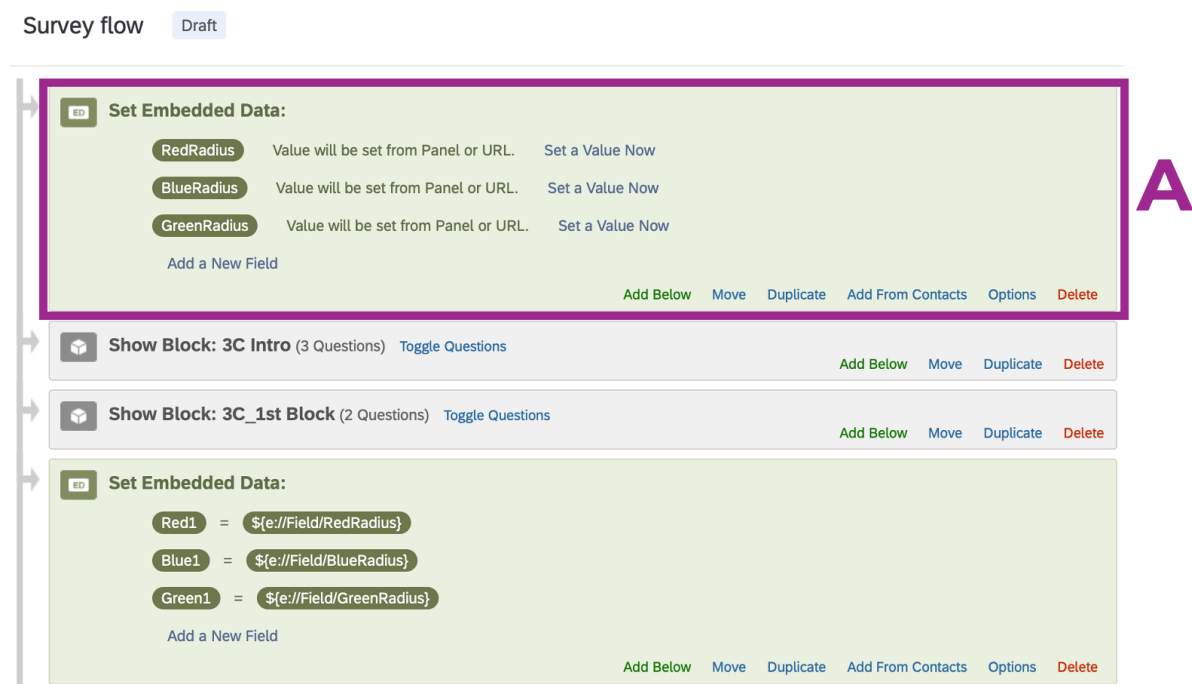 Survey flow Draft
ED Set Embedded Data:
RedRadius Value will be set from Panel or URL. Set a Value Now
BlueRadius Value will be set from Panel or URL. Set a Value Now
GreenRadius Value will be set from Panel or URL. Set a Value Now
Add a New Field
Add Below Move Duplicate Add From Contacts Options Delete
A
Show Block: 3C Intro (3 Questions) Toggle Questions
Add Below Move Duplicate Delete
Show Block: 3C_1st Block (2 Questions) Toggle Questions
Add Below Move Duplicate Delete
ED Set Embedded Data:
Red1 = ${e://Field/RedRadius}
Blue1 = ${e://Field/BlueRadius}
Green1 = ${e://Field/GreenRadius}
Add a New Field
Add Below Move Duplicate Add From Contacts Options Delete